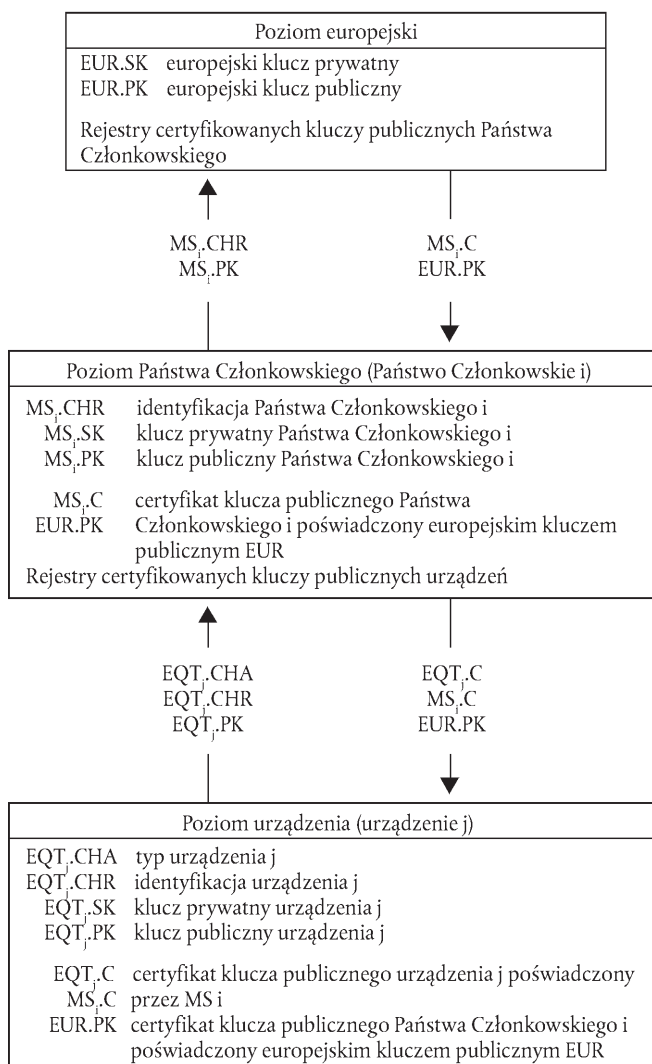 Poziom europejski
EUR.SK europejski klucz prywatny
EUR.PK europejski klucz publiczny
Rejestry certyfikowanych kluczy publicznych Państwa
Członkowskiego
MSᵢ.CHR
MSᵢ.PK
MSᵢ.C
EUR.PK
Poziom Państwa Członkowskiego (Państwo Członkowskie i)
MSᵢ.CHR identyfikacja Państwa Członkowskiego i
MSᵢ.SK klucz prywatny Państwa Członkowskiego i
MSᵢ.PK klucz publiczny Państwa Członkowskiego i
MSᵢ.C certyfikat klucza publicznego Państwa
EUR.PK Członkowskiego i poświadczony europejskim kluczem
publicznym EUR
Rejestry certyfikowanych kluczy publicznych urządzeń
EQTⱼ.CHA
EQTⱼ.CHR
EQTⱼ.PK
EQTⱼ.C
MSᵢ.C
EUR.PK
Poziom urządzenia (urządzenie j)
EQTⱼ.CHA typ urządzenia j
EQTⱼ.CHR identyfikacja urządzenia j
EQTⱼ.SK klucz prywatny urządzenia j
EQTⱼ.PK klucz publiczny urządzenia j
EQTⱼ.C certyfikat klucza publicznego urządzenia j poświadczony
MSᵢ.C przez MS i
EUR.PK certyfikat klucza publicznego Państwa Członkowskiego i
poświadczony europejskim kluczem publicznym EUR